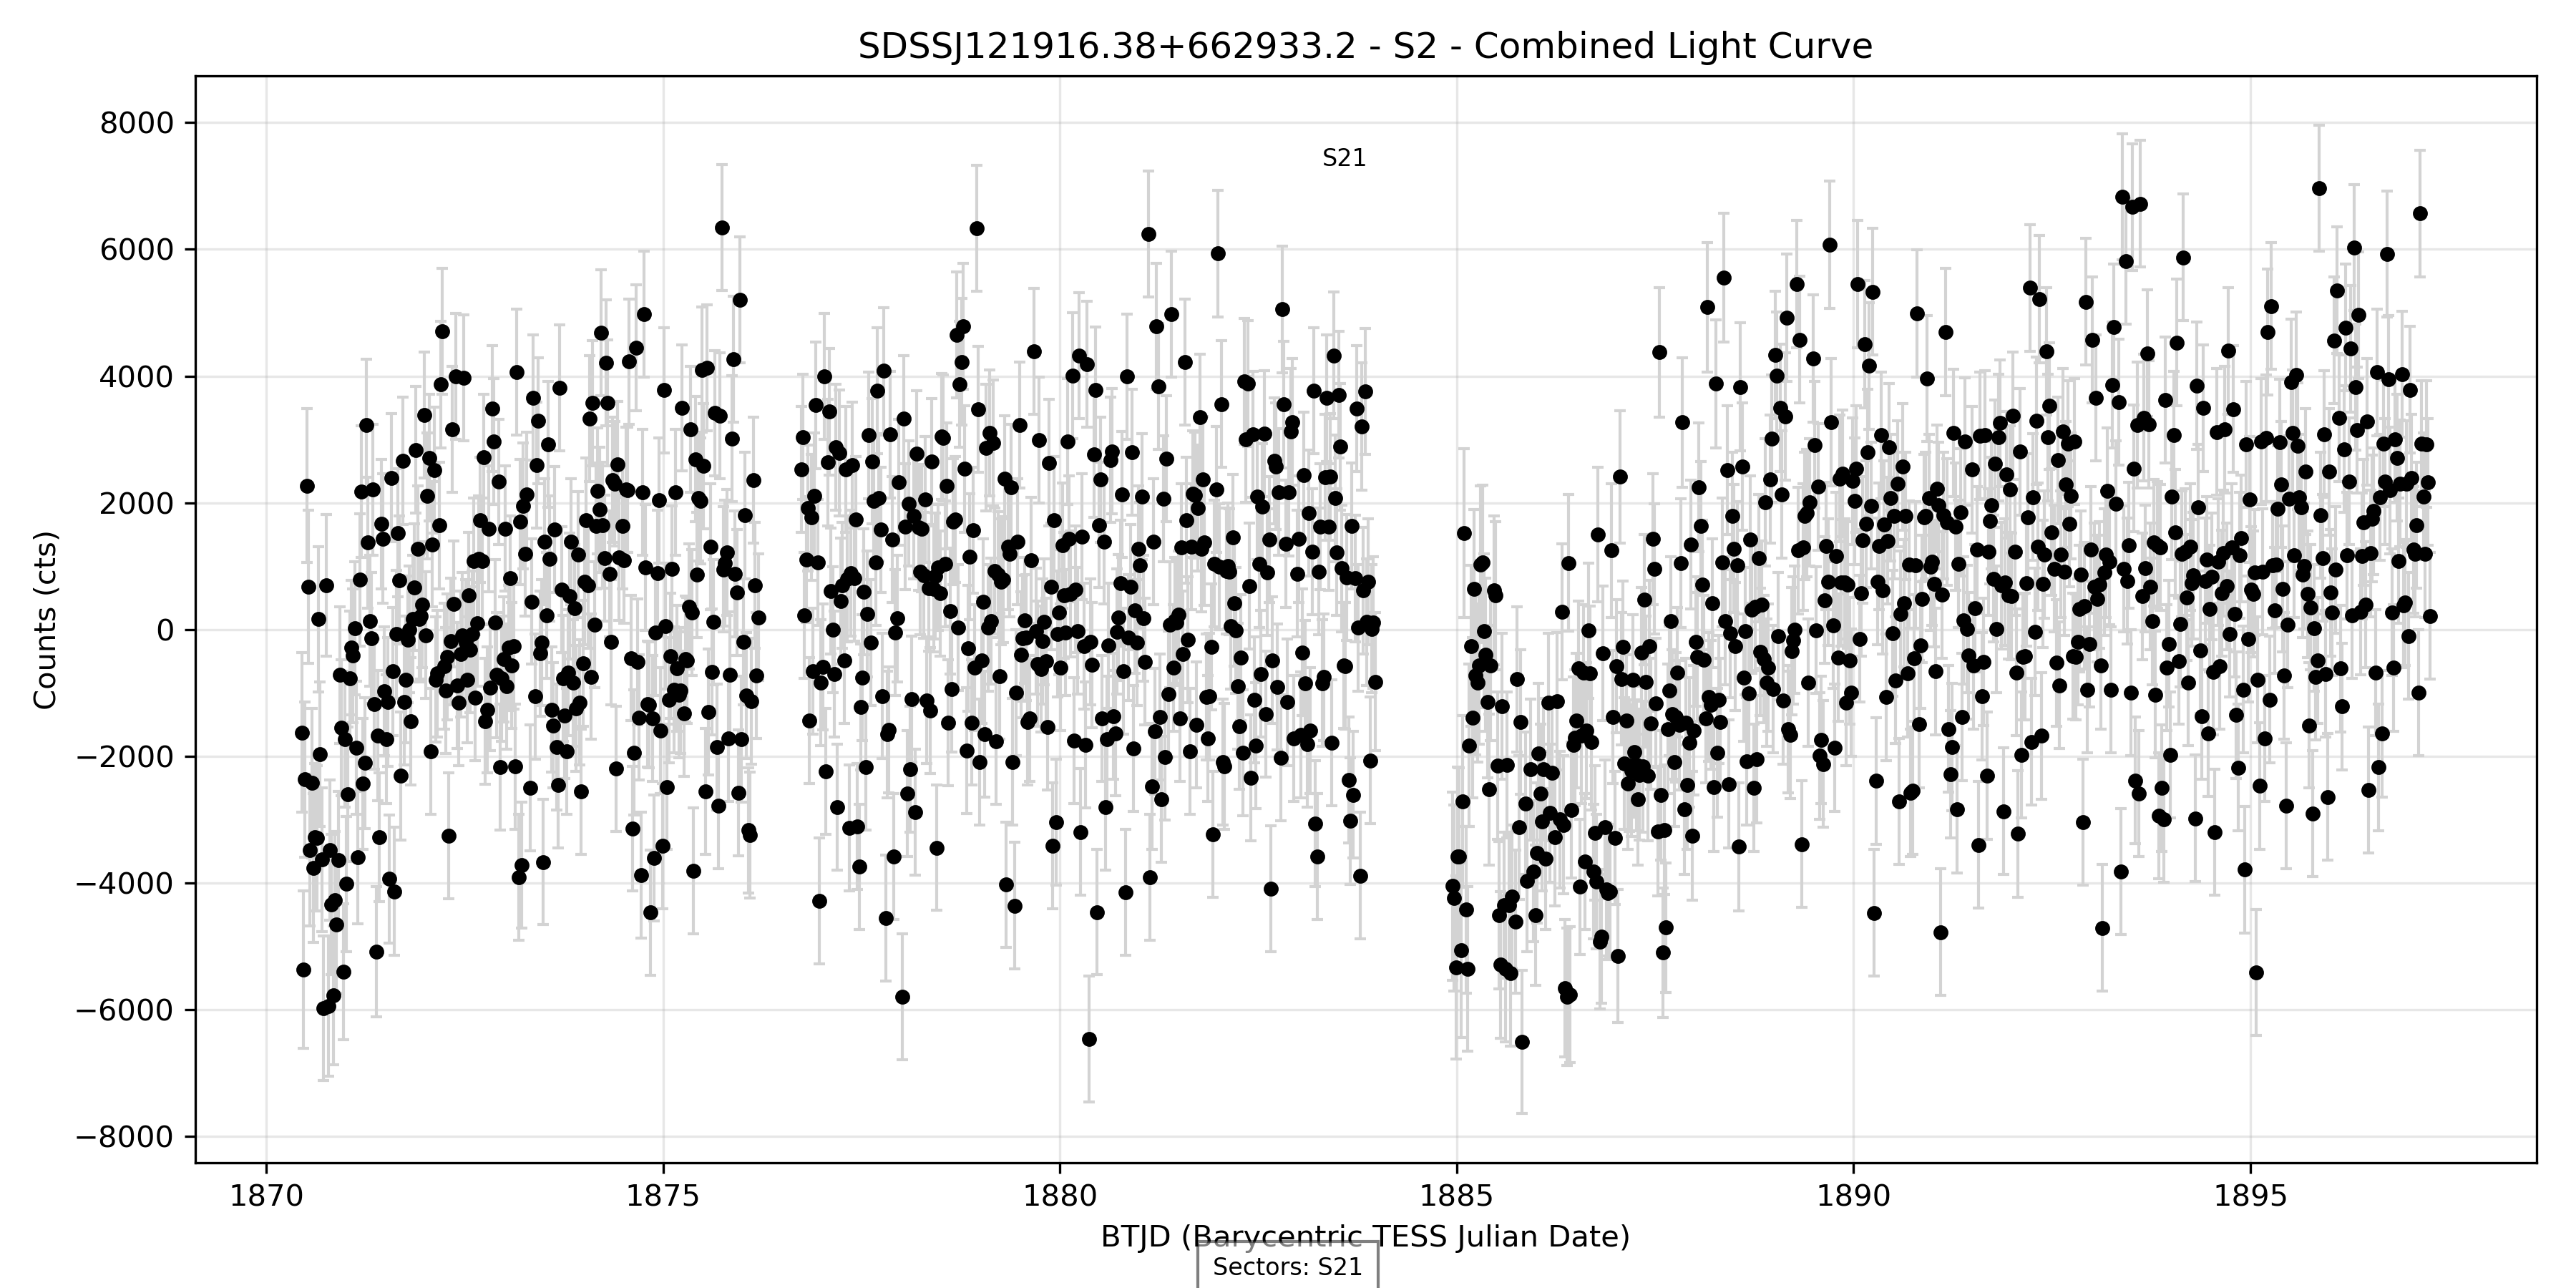 SDSSJ121916.38+662933.2 - S2 - Combined Light Curve
S21
8000
6000
4000
2000
0
−2000
−4000
−6000
−8000
Counts (cts)
1870 1875 1880 1885 1890 1895
BTJD (Barycentric TESS Julian Date)
Sectors: S21